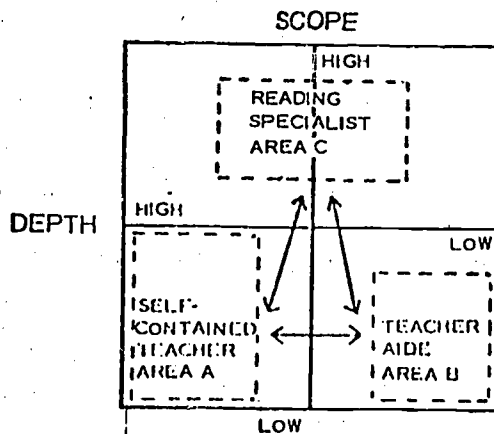 SCOPE
HIGH
READING
SPECIALIST
AREA C
DEPTH
HIGH
LOW
SELF-
CONTAINED
TEACHER
AREA A
TEACHER
AIDE
AREA B
LOW